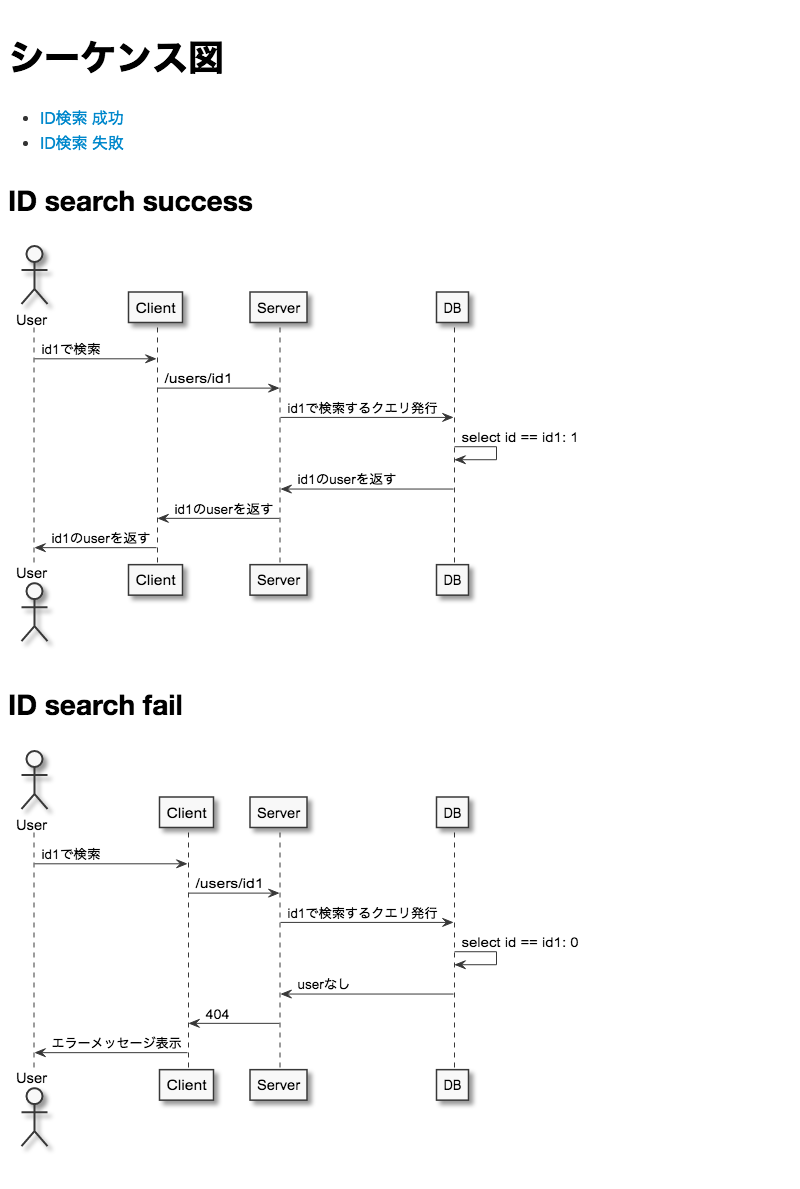 シーケンス図
ID検索 成功
ID検索 失敗
ID search success
User
Client
Server
DB
id1で検索
/users/id1
id1で検索するクエリ発行
select id == id1: 1
id1のuserを返す
id1のuserを返す
id1のuserを返す
User
Client
Server
DB
ID search fail
User
Client
Server
DB
id1で検索
/users/id1
id1で検索するクエリ発行
select id == id1: 0
userなし
404
エラーメッセージ表示
User
Client
Server
DB